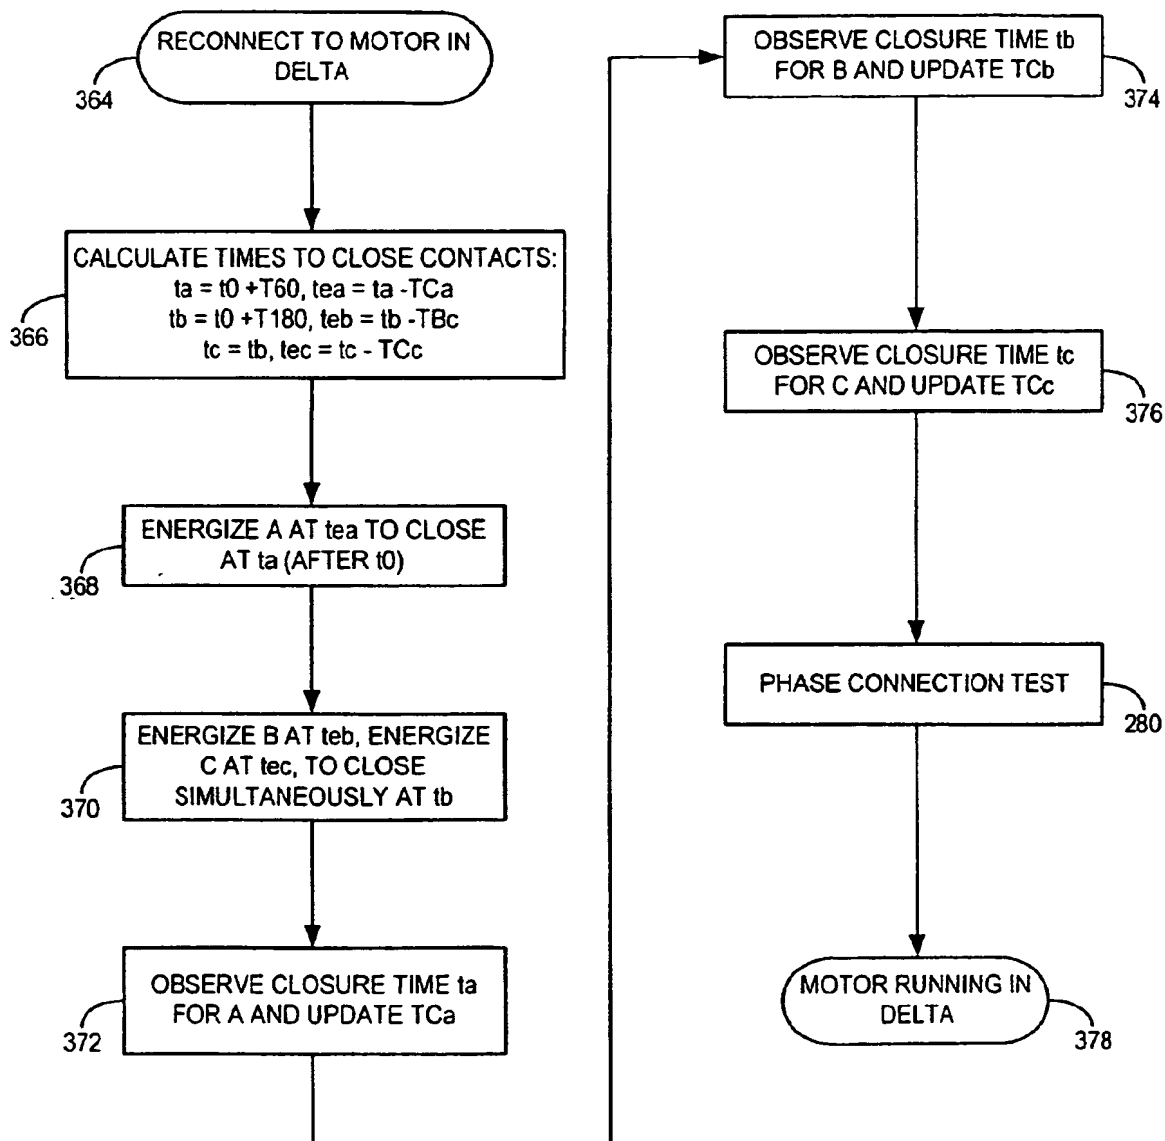 RECONNECT TO MOTOR IN
DELTA
364
CALCULATE TIMES TO CLOSE CONTACTS:
ta = t0 +T60, tea = ta -TCa
tb = t0 +T180, teb = tb -TBc
tc = tb, tec = tc - TCc
366
ENERGIZE A AT tea TO CLOSE
AT ta (AFTER t0)
368
ENERGIZE B AT teb, ENERGIZE
C AT tec, TO CLOSE
SIMULTANEOUSLY AT tb
370
OBSERVE CLOSURE TIME ta
FOR A AND UPDATE TCa
372
OBSERVE CLOSURE TIME tb
FOR B AND UPDATE TCb
374
OBSERVE CLOSURE TIME tc
FOR C AND UPDATE TCc
376
PHASE CONNECTION TEST
280
MOTOR RUNNING IN
DELTA
378